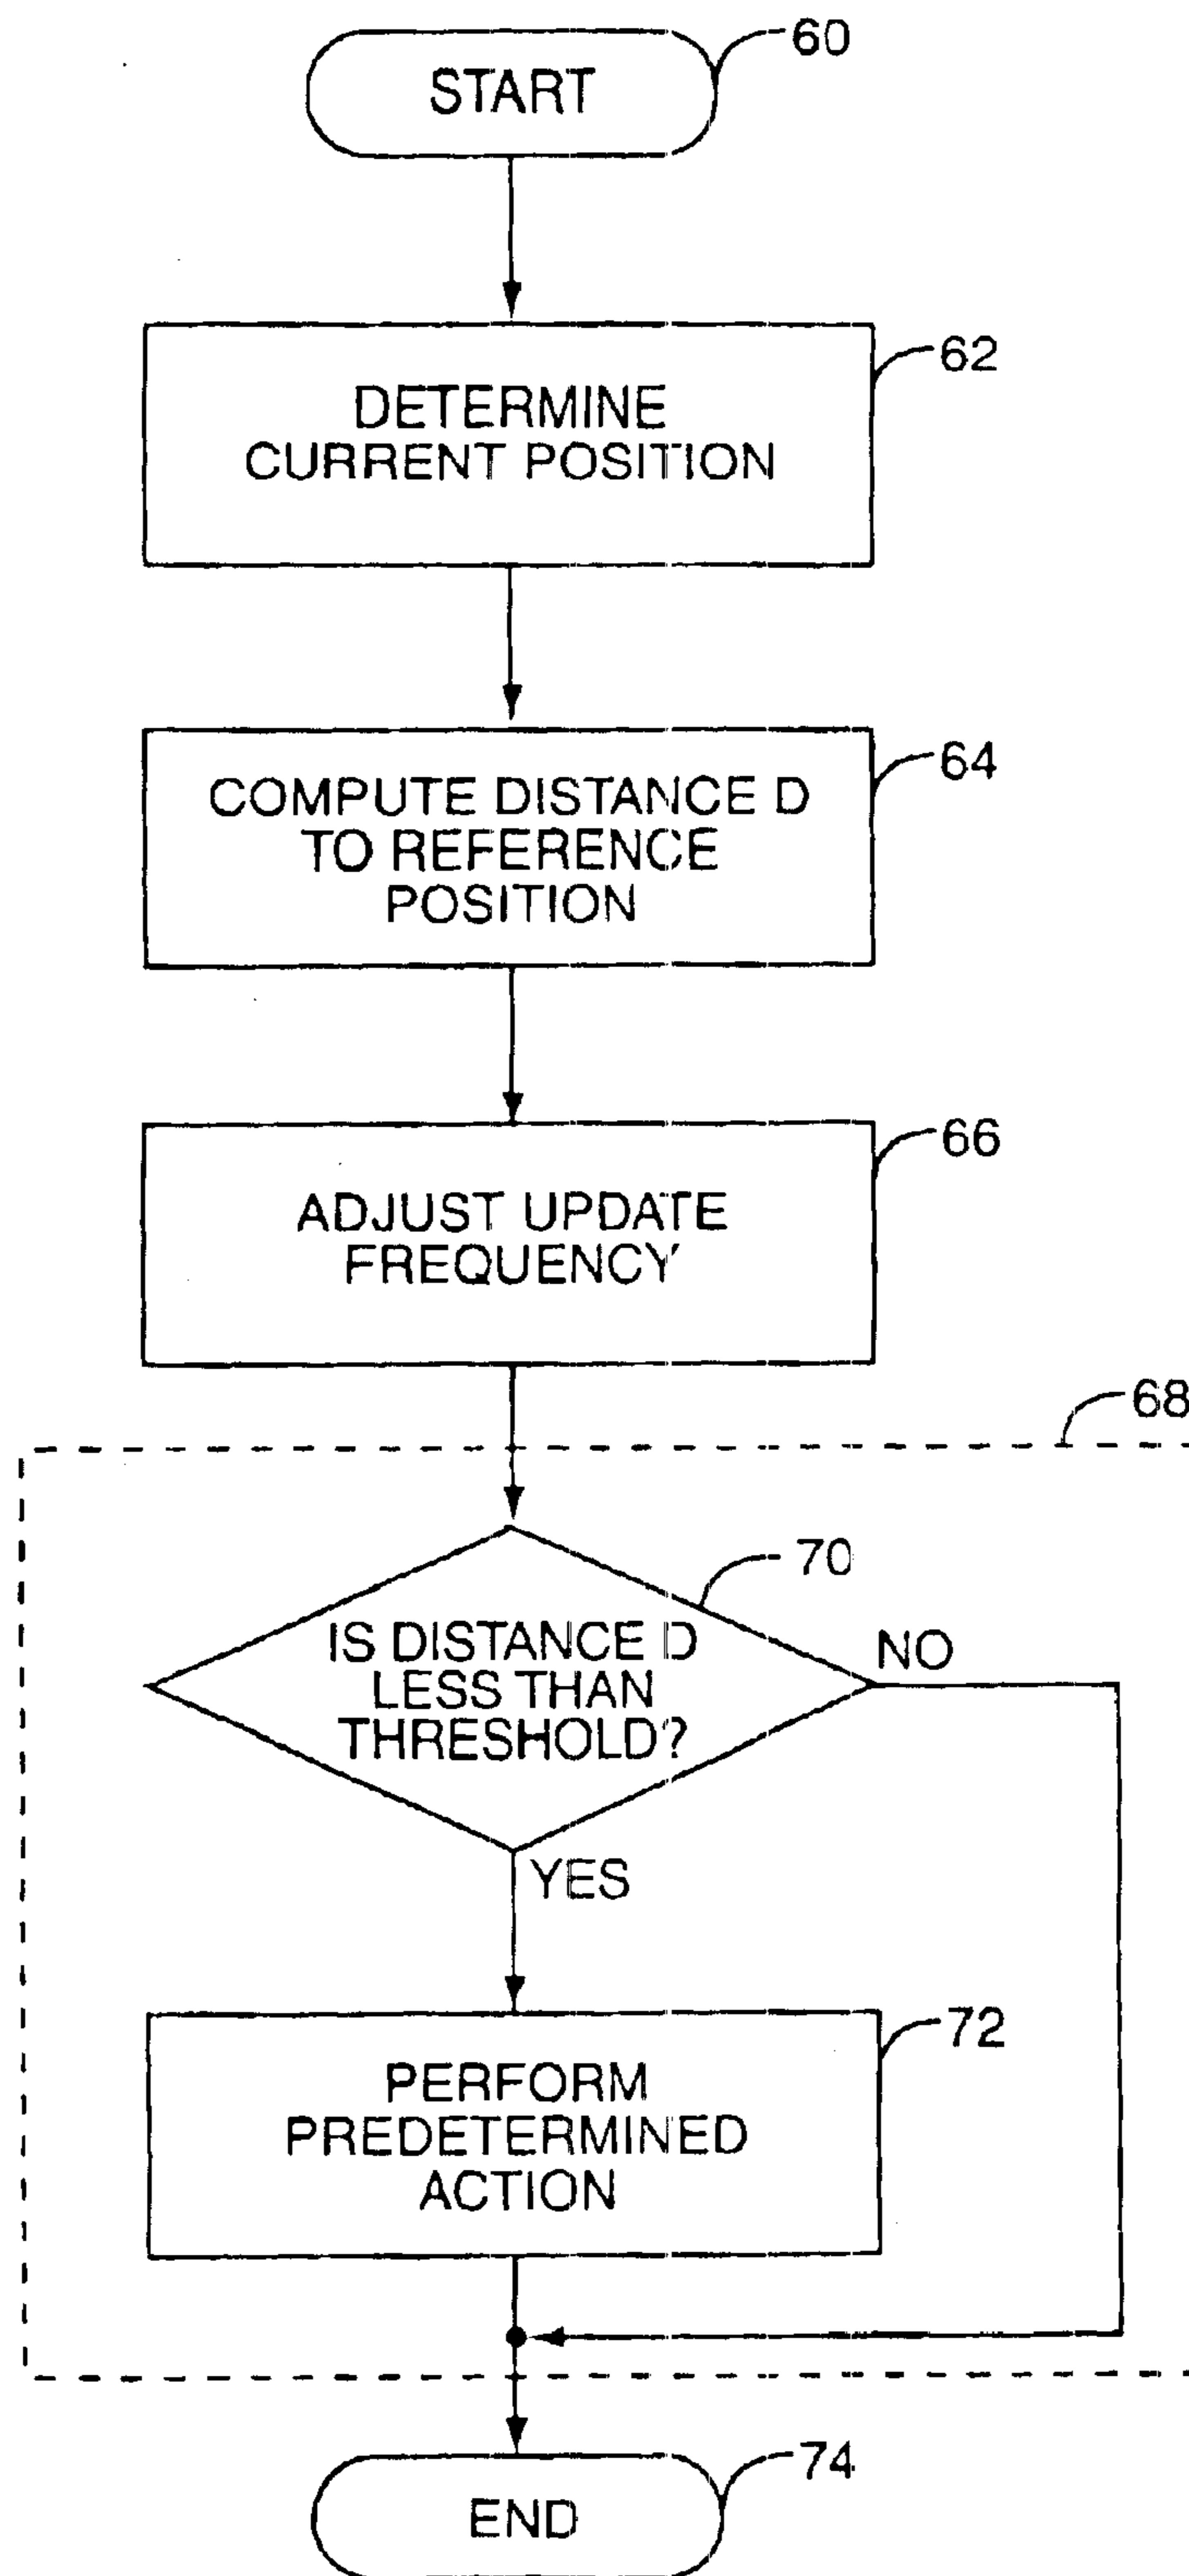 60
START
62
DETERMINE
CURRENT POSITION
64
COMPUTE DISTANCE D
TO REFERENCE
POSITION
66
ADJUST UPDATE
FREQUENCY
68
70
IS DISTANCE D
LESS THAN
THRESHOLD?
NO
YES
72
PERFORM
PREDETERMINED
ACTION
74
END